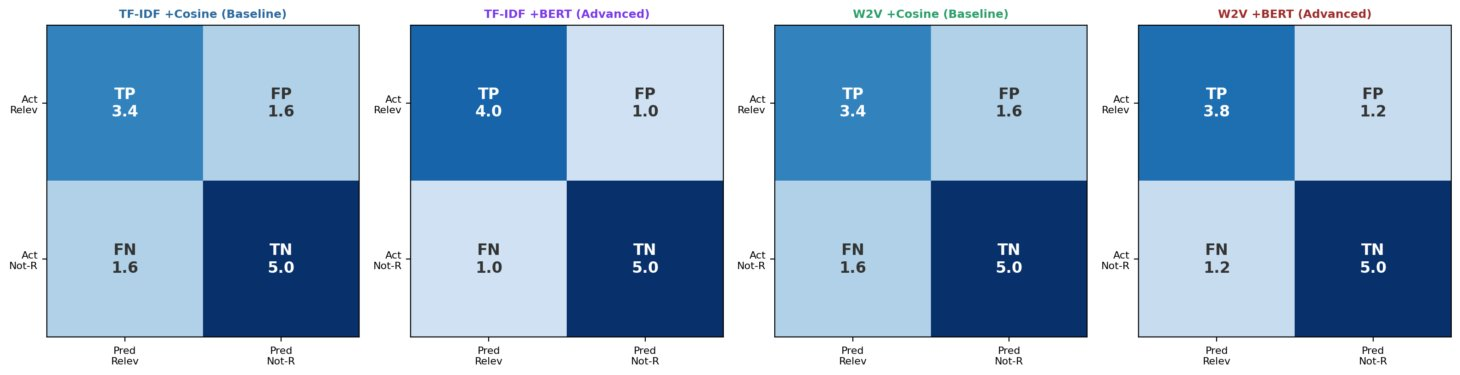 TF-IDF +Cosine (Baseline)
Act
Relev
Act
Not-R
TP
3.4
FP
1.6
FN
1.6
TN
5.0
Pred
Relev
Pred
Not-R
TF-IDF +BERT (Advanced)
Act
Relev
Act
Not-R
TP
4.0
FP
1.0
FN
1.0
TN
5.0
Pred
Relev
Pred
Not-R
W2V +Cosine (Baseline)
Act
Relev
Act
Not-R
TP
3.4
FP
1.6
FN
1.6
TN
5.0
Pred
Relev
Pred
Not-R
W2V +BERT (Advanced)
Act
Relev
Act
Not-R
TP
3.8
FP
1.2
FN
1.2
TN
5.0
Pred
Relev
Pred
Not-R